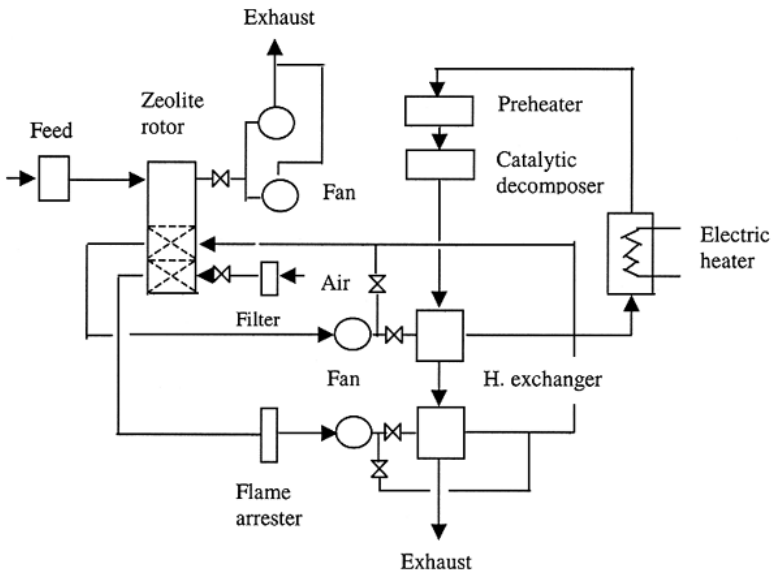 Exhaust
Zeolite
rotor
Preheater
Feed
Catalytic
decomposer
Fan
Electric
heater
Air
Filter
Fan
H. exchanger
Flame
arrester
Exhaust